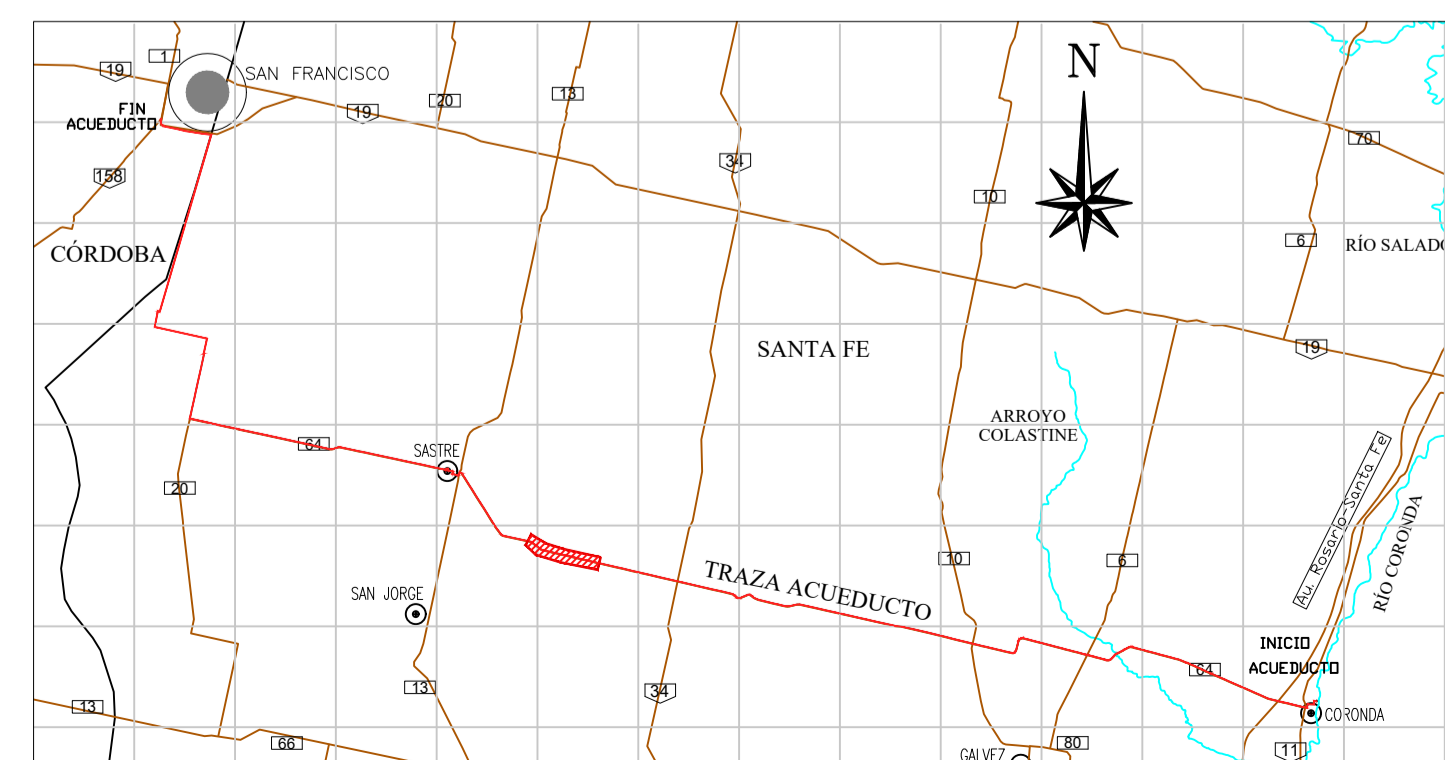 1
19
SAN FRANCISCO
20
13
19
FIN
ACUEDUCTO
158
34
70
10
6
CÓRDOBA
RÍO SALADO
N
SANTA FE
19
ARROYO
COLASTINE
64
SASTRE
20
Au. Rosario-Santa Fe
RÍO CORONDA
10
6
TRAZA ACUEDUCTO
SAN JORGE
INICIO
ACUEDUCTO
64
13
34
13
CORONDA
66
80
11
GALVEZ